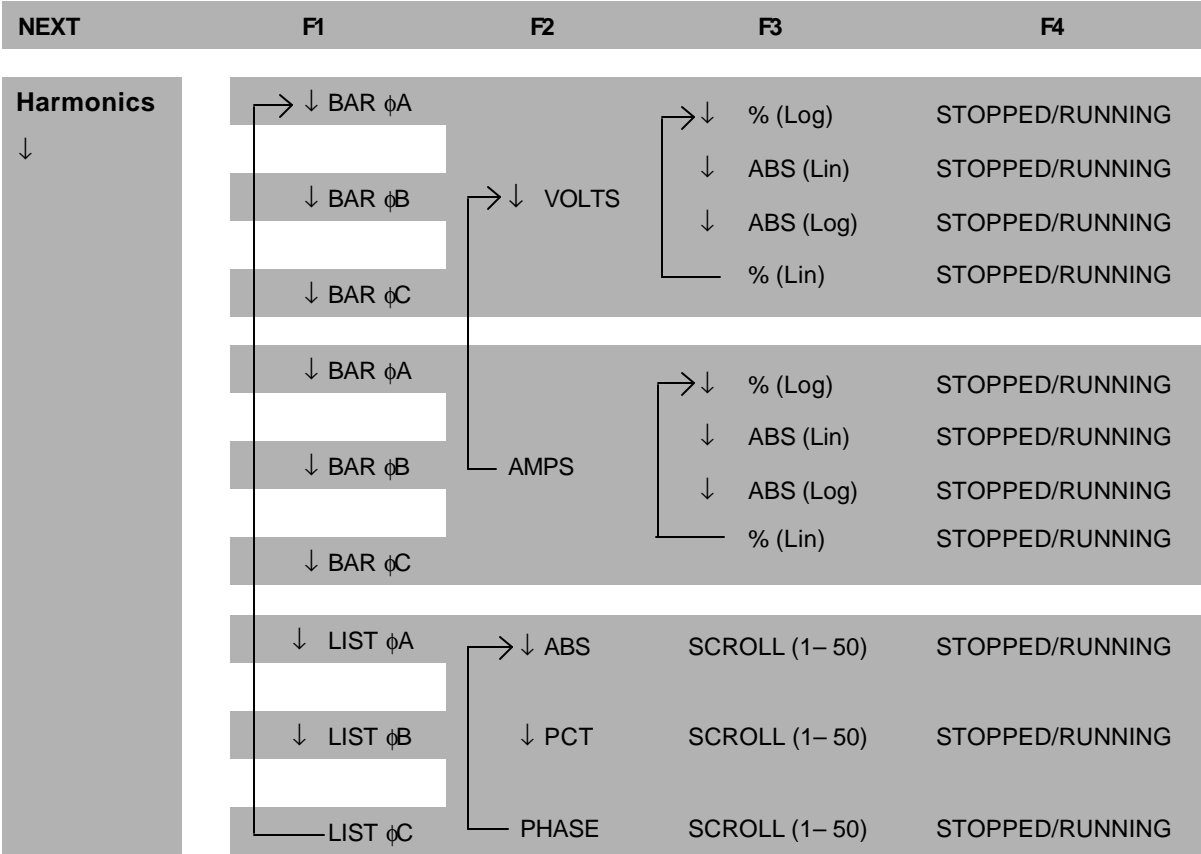 NEXT F1 F2 F3 F4
Harmonics ↓ BAR ϕA ↓ % (Log) STOPPED/RUNNING
↓
↓ ABS (Lin) STOPPED/RUNNING
↓ BAR ϕB ↓ VOLTS
↓ ABS (Log) STOPPED/RUNNING
% (Lin) STOPPED/RUNNING
↓ BAR ϕC
↓ BAR ϕA
↓ % (Log) STOPPED/RUNNING
↓ ABS (Lin) STOPPED/RUNNING
↓ BAR ϕB AMPS
↓ ABS (Log) STOPPED/RUNNING
% (Lin) STOPPED/RUNNING
↓ BAR ϕC
↓ LIST ϕA ↓ ABS SCROLL (1– 50) STOPPED/RUNNING
↓ LIST ϕB ↓ PCT SCROLL (1– 50) STOPPED/RUNNING
LIST ϕC PHASE SCROLL (1– 50) STOPPED/RUNNING